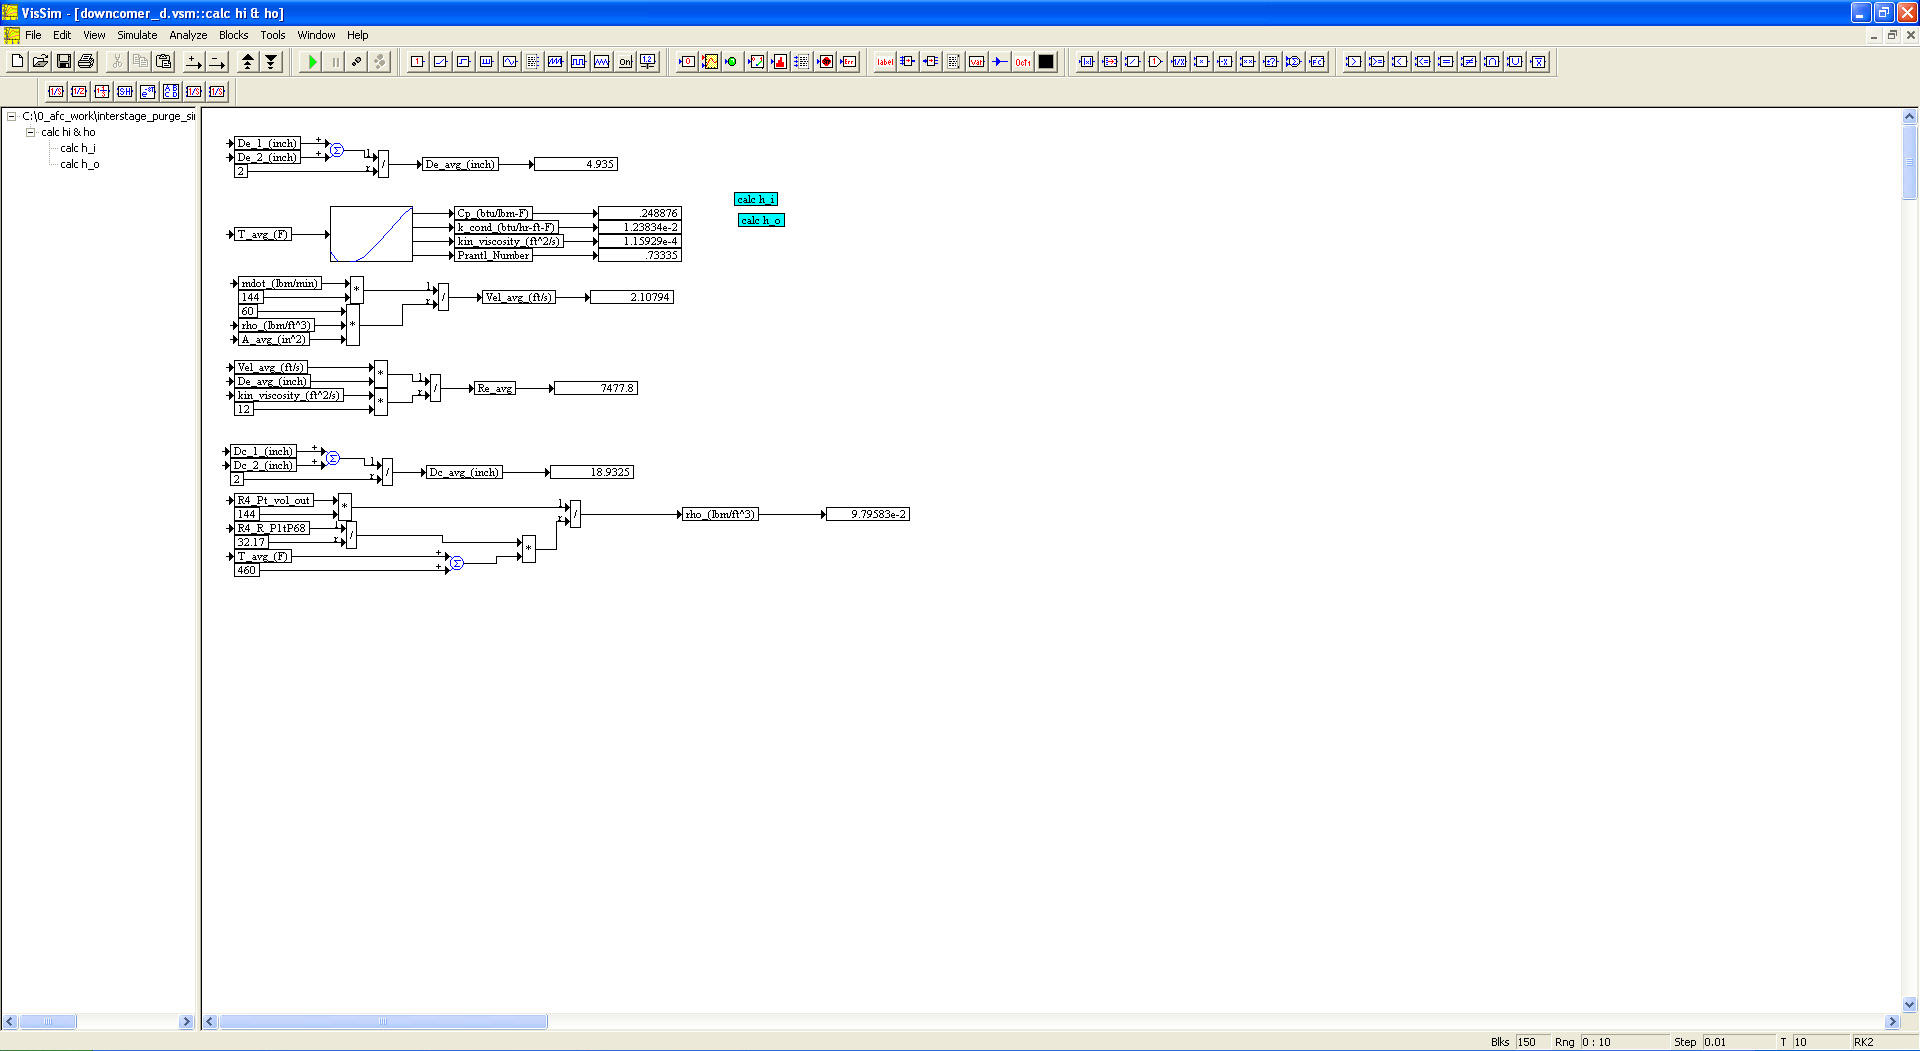 VisSim - [downcomer_d.vsm::calc hi & ho]
File Edit View Simulate Analyze Blocks Tools Window Help
C:\0_afc_work\interstage_purge_si
calc hi & ho
calc h_i
calc h_o
De_1_(inch)
De_2_(inch)
2
+
+
Σ
l
r
/
De_avg_(inch)
4.935
calc h_i
calc h_o
T_avg_(F)
Cp_(btu/lbm-F)
.248876
k_cond_(btu/hr-ft-F)
1.23834e-2
kin_viscosity_(ft^2/s)
1.15929e-4
Prantl_Number
.73335
mdot_(lbm/min)
144
60
rho_(lbm/ft^3)
A_avg_(in^2)
*
*
l
r
/
Vel_avg_(ft/s)
2.10794
Vel_avg_(ft/s)
De_avg_(inch)
kin_viscosity_(ft^2/s)
12
*
*
l
r
/
Re_avg
7477.8
Dc_1_(inch)
Dc_2_(inch)
2
+
+
Σ
l
r
/
Dc_avg_(inch)
18.9325
R4_Pt_vol_out
144
R4_R_P1tP68
32.17
T_avg_(F)
460
*
l
r
/
+
+
Σ
*
l
r
/
rho_(lbm/ft^3)
9.79583e-2
Blks 150 Rng 0 : 10 Step 0.01 T 10 RK2